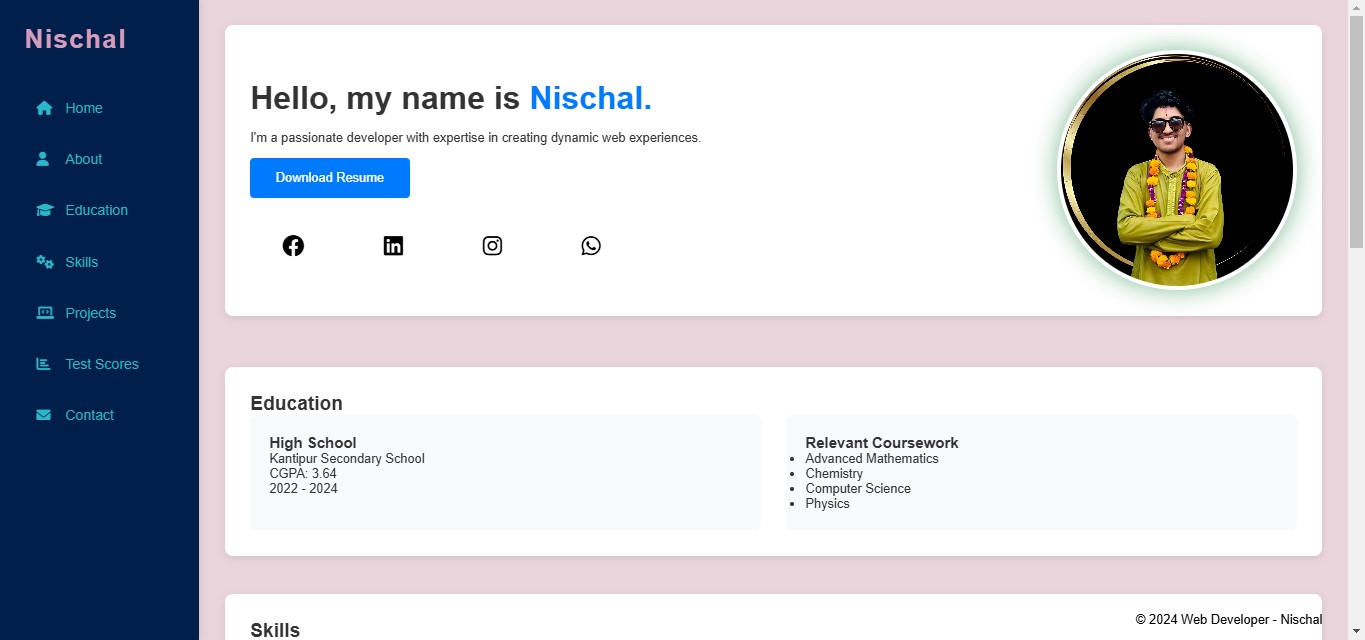 Nischal
Home
About
Education
Skills
Projects
Test Scores
Contact
Hello, my name is Nischal.
I'm a passionate developer with expertise in creating dynamic web experiences.
Download Resume
Education
High School
Kantipur Secondary School
CGPA: 3.64
2022 - 2024
Relevant Coursework
Advanced Mathematics
Chemistry
Computer Science
Physics
Skills
© 2024 Web Developer - Nischal